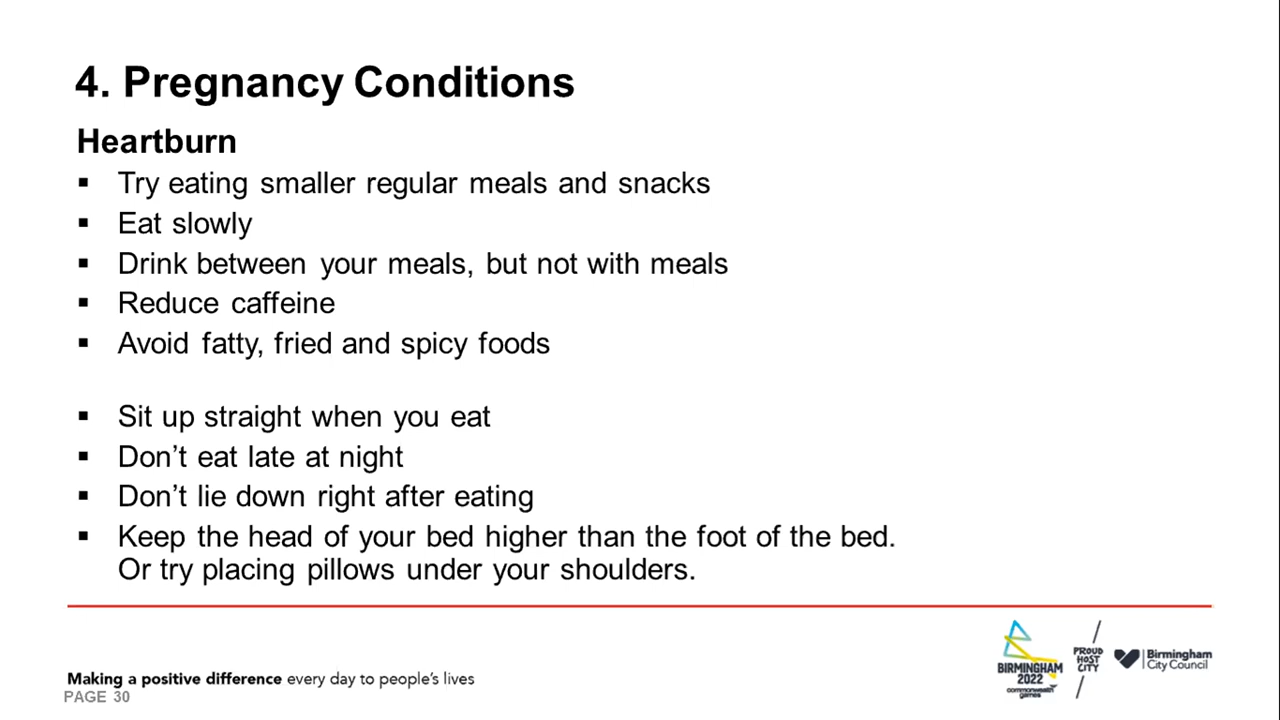 4. Pregnancy Conditions
Heartburn
▪ Try eating smaller regular meals and snacks
▪ Eat slowly
▪ Drink between your meals, but not with meals
▪ Reduce caffeine
▪ Avoid fatty, fried and spicy foods
▪ Sit up straight when you eat
▪ Don’t eat late at night
▪ Don’t lie down right after eating
▪ Keep the head of your bed higher than the foot of the bed.
Or try placing pillows under your shoulders.
Making a positive difference every day to people’s lives
PAGE 30
BIRMINGHAM
2022
commonwealth
games
PROUD
HOST
CITY
Birmingham
City Council